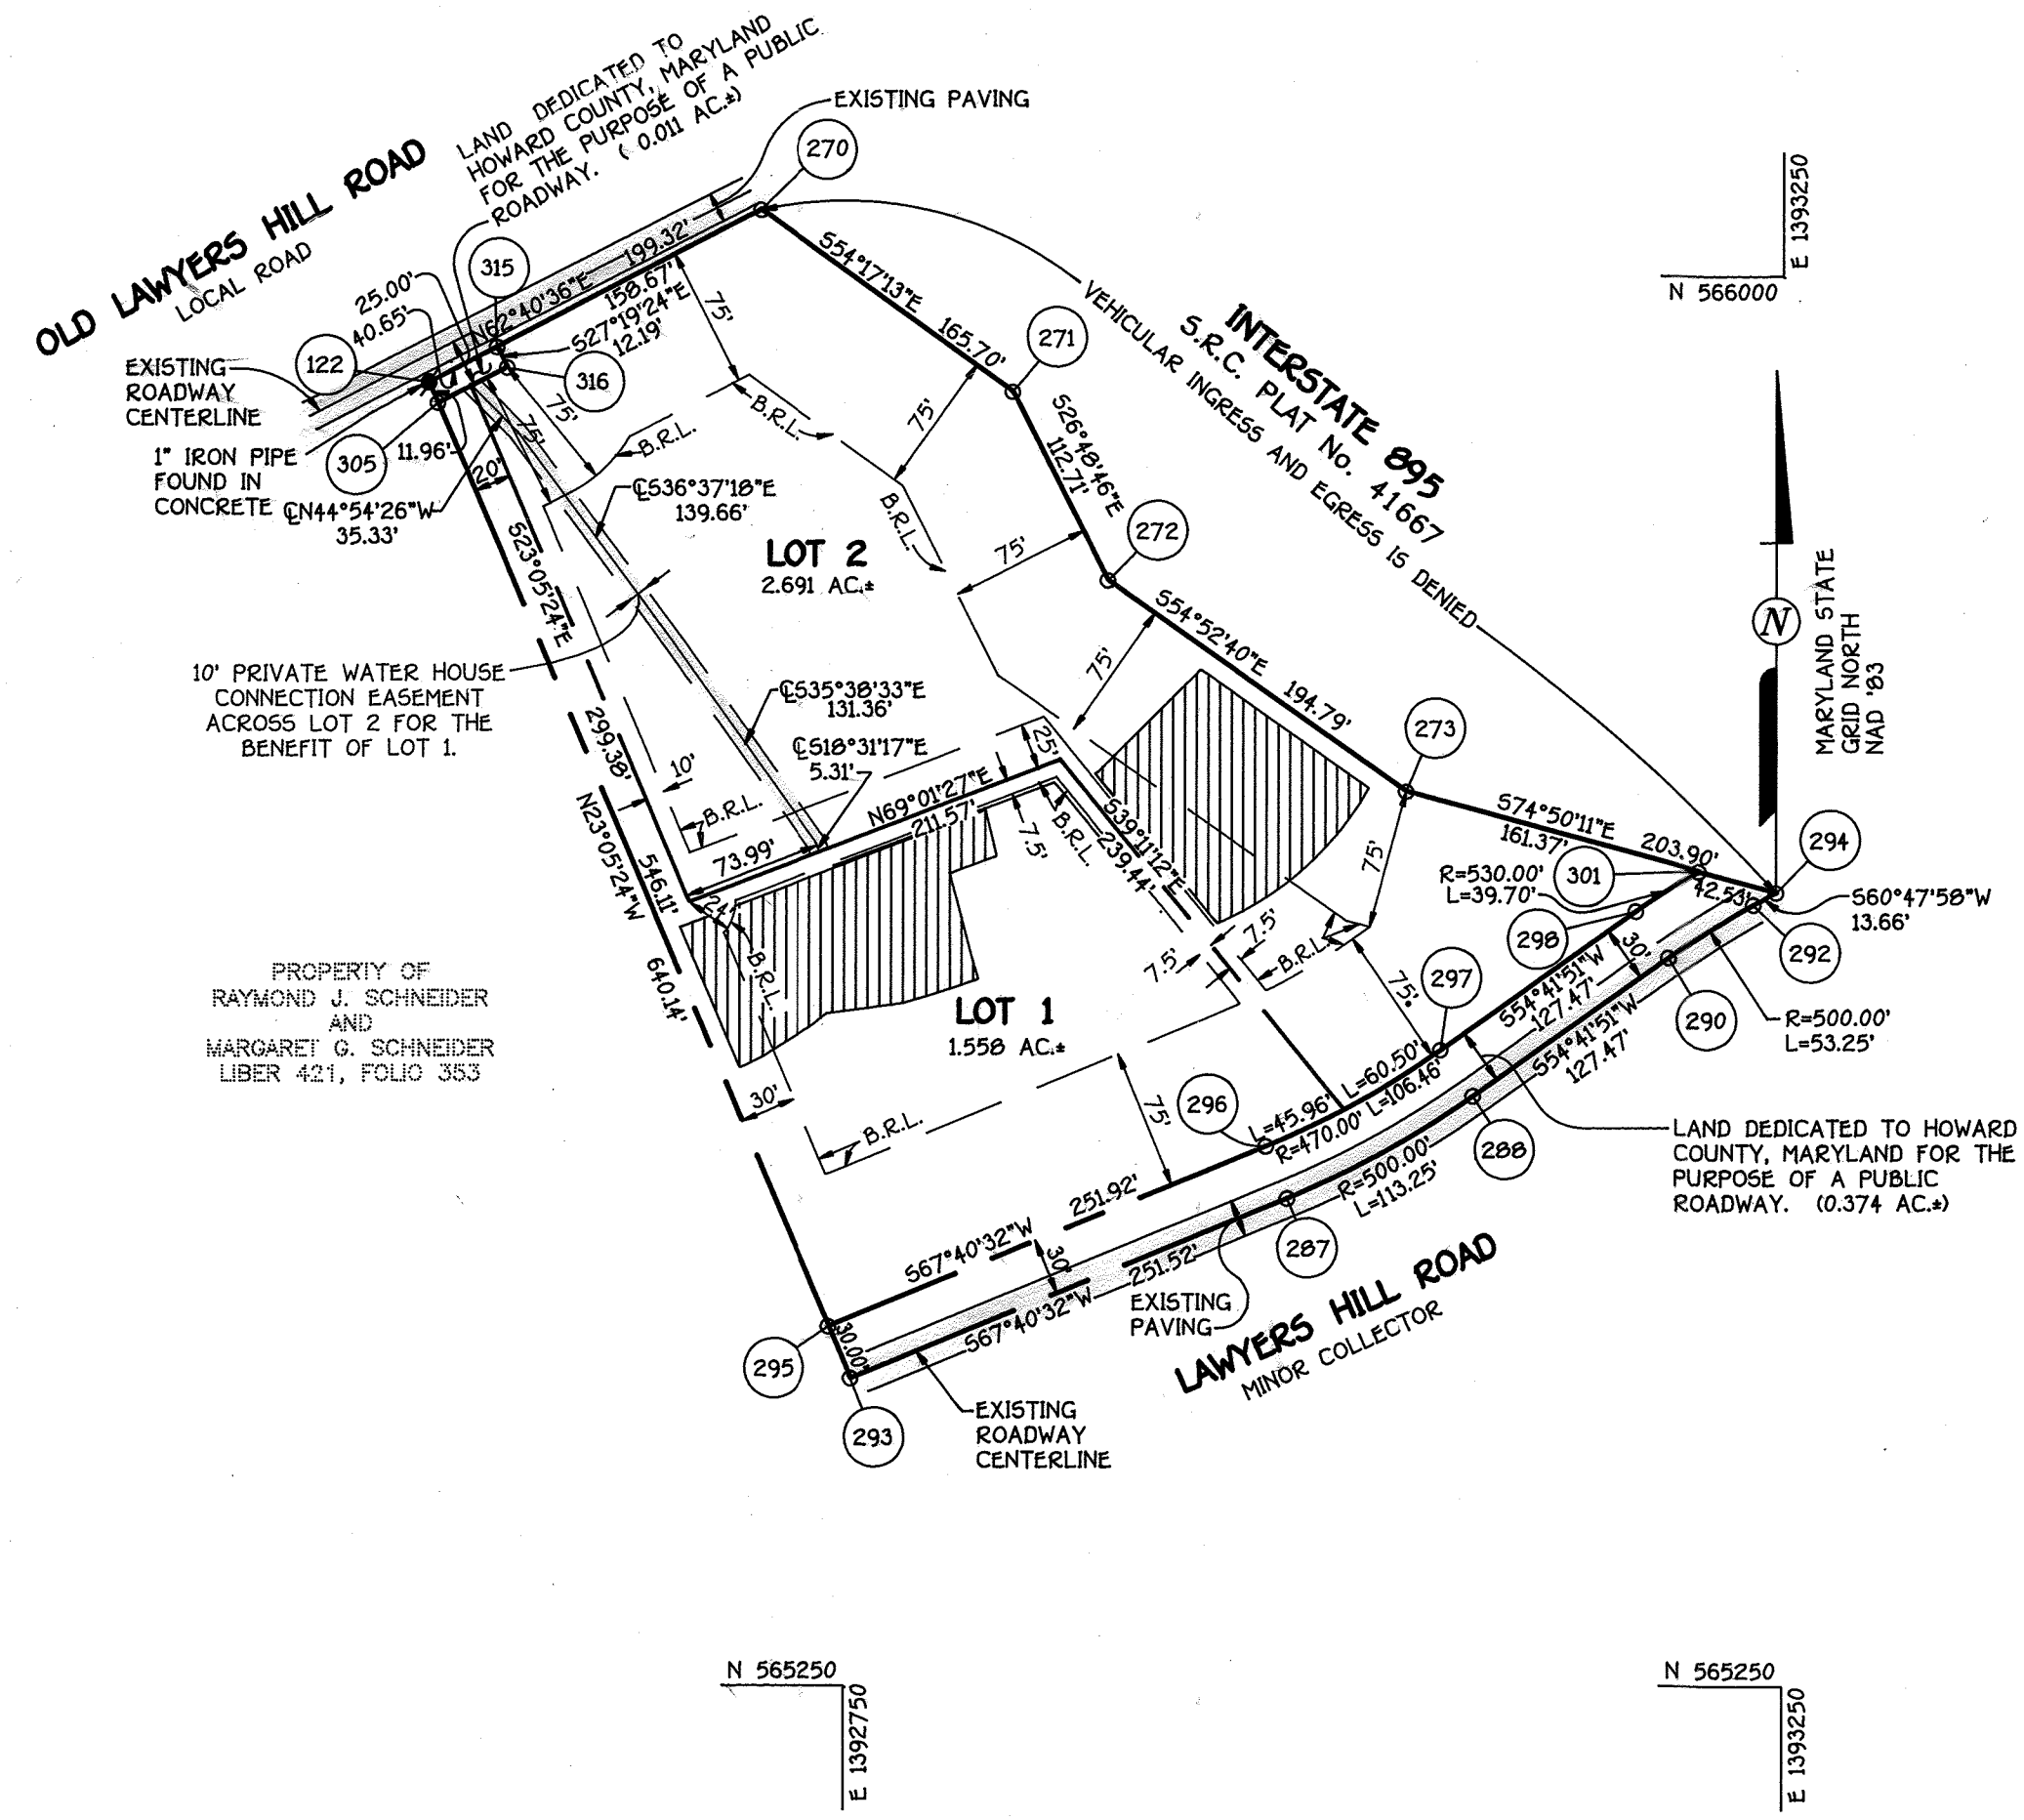 LAND DEDICATED TO
HOWARD COUNTY, MARYLAND
FOR THE PURPOSE OF A PUBLIC
ROADWAY. ( 0.011 AC.±)
EXISTING PAVING
270
OLD LAWYERS HILL ROAD
LOCAL ROAD
315
25.00'
40.65'
N62°40'36"E
199.32'
158.67'
S27°19'24"E
12.19'
75'
122
316
EXISTING
ROADWAY
CENTERLINE
1" IRON PIPE
FOUND IN
CONCRETE
305
11.96'
20'
75'
75'
B.R.L.
B.R.L.
B.R.L.
℄N44°54'26"W
35.33'
℄S36°37'18"E
139.66'
S54°17'13"E
165.70'
271
75'
S26°48'46"E
112.71'
272
75'
VEHICULAR INGRESS AND EGRESS IS DENIED
INTERSTATE 895
S.R.C. PLAT No. 41667
E 1393250
N 566000
N
MARYLAND STATE
GRID NORTH
NAD '83
LOT 2
2.691 AC.±
S54°52'40"E
194.79'
75'
273
S23°05'24"E
299.38'
10' PRIVATE WATER HOUSE
CONNECTION EASEMENT
ACROSS LOT 2 FOR THE
BENEFIT OF LOT 1.
℄S35°38'33"E
131.36'
℄S18°31'17"E
5.31'
25'
10'
B.R.L.
N69°01'27"E
211.57'
73.99'
7.5'
B.R.L.
S39°11'12"E
239.44'
75'
S74°50'11"E
161.37'
203.90'
294
301
R=530.00'
L=39.70'
42.53'
S60°47'58"W
13.66'
298
292
N23°05'24"W
546.11'
640.14'
24'
B.R.L.
7.5'
7.5'
B.R.L.
75'
297
30'
S54°41'51"W
127.47'
S54°41'51"W
127.47'
290
R=500.00'
L=53.25'
PROPERTY OF
RAYMOND J. SCHNEIDER
AND
MARGARET G. SCHNEIDER
LIBER 421, FOLIO 353
LOT 1
1.558 AC.±
30'
B.R.L.
75'
296
L=45.96'
L=60.50'
R=470.00' L=106.46'
288
LAND DEDICATED TO HOWARD
COUNTY, MARYLAND FOR THE
PURPOSE OF A PUBLIC
ROADWAY. (0.374 AC.±)
R=500.00'
L=113.25'
287
S67°40'32"W
251.92'
30'
S67°40'32"W
251.52'
EXISTING
PAVING
LAWYERS HILL ROAD
MINOR COLLECTOR
295
30.00'
293
EXISTING
ROADWAY
CENTERLINE
N 565250
E 1392750
N 565250
E 1393250